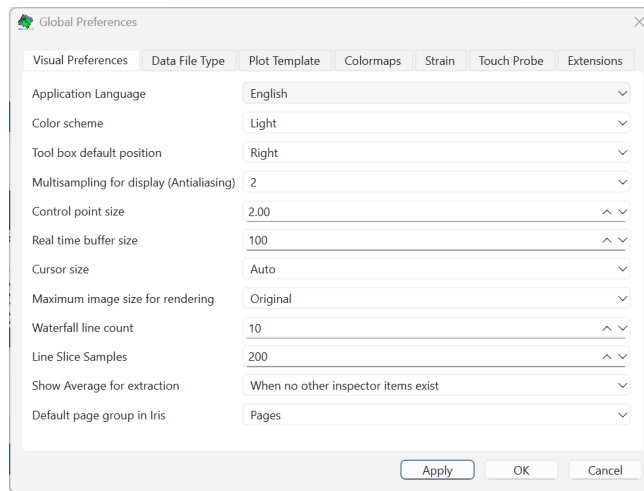 Global Preferences
Visual Preferences Data File Type Plot Template Colormaps Strain Touch Probe Extensions
Application Language English
Color scheme Light
Tool box default position Right
Multisampling for display (Antialiasing) 2
Control point size 2.00
Real time buffer size 100
Cursor size Auto
Maximum image size for rendering Original
Waterfall line count 10
Line Slice Samples 200
Show Average for extraction When no other inspector items exist
Default page group in Iris Pages
Apply OK Cancel